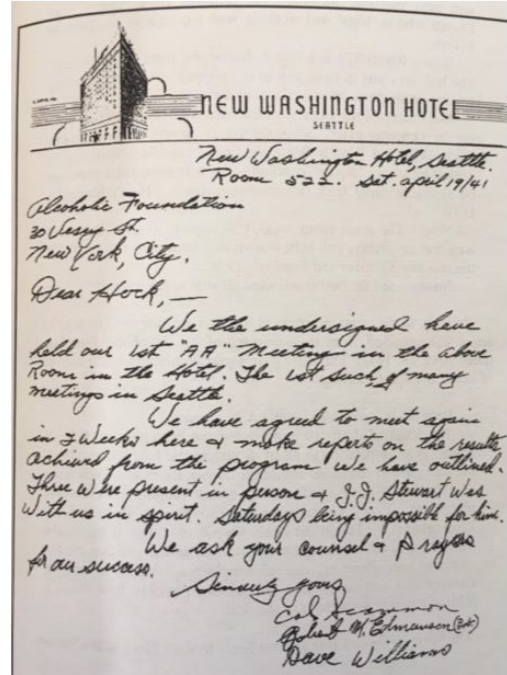 NEW WASHINGTON HOTEL
SEATTLE
New Washington Hotel, Seattle.
Room 522. Sat. April 19/41
Alcoholic Foundation
30 Vesey St.
New York, City.
Dear Hock, —
We the undersigned have
held our 1st "AA" Meeting in the above
Room in the Hotel. The 1st such, of many
meetings in Seattle.
We have agreed to meet again
in 2 Weeks here & make reports on the results
achieved from the program we have outlined.
Three Were present in person & J.J. Stewart Was
With us in spirit. Saturdays being impossible for him.
We ask your counsel & Prayers
for our success.
Sincerely yours,
Cal Scammon
Robert M. Edmundson
Dave Williams